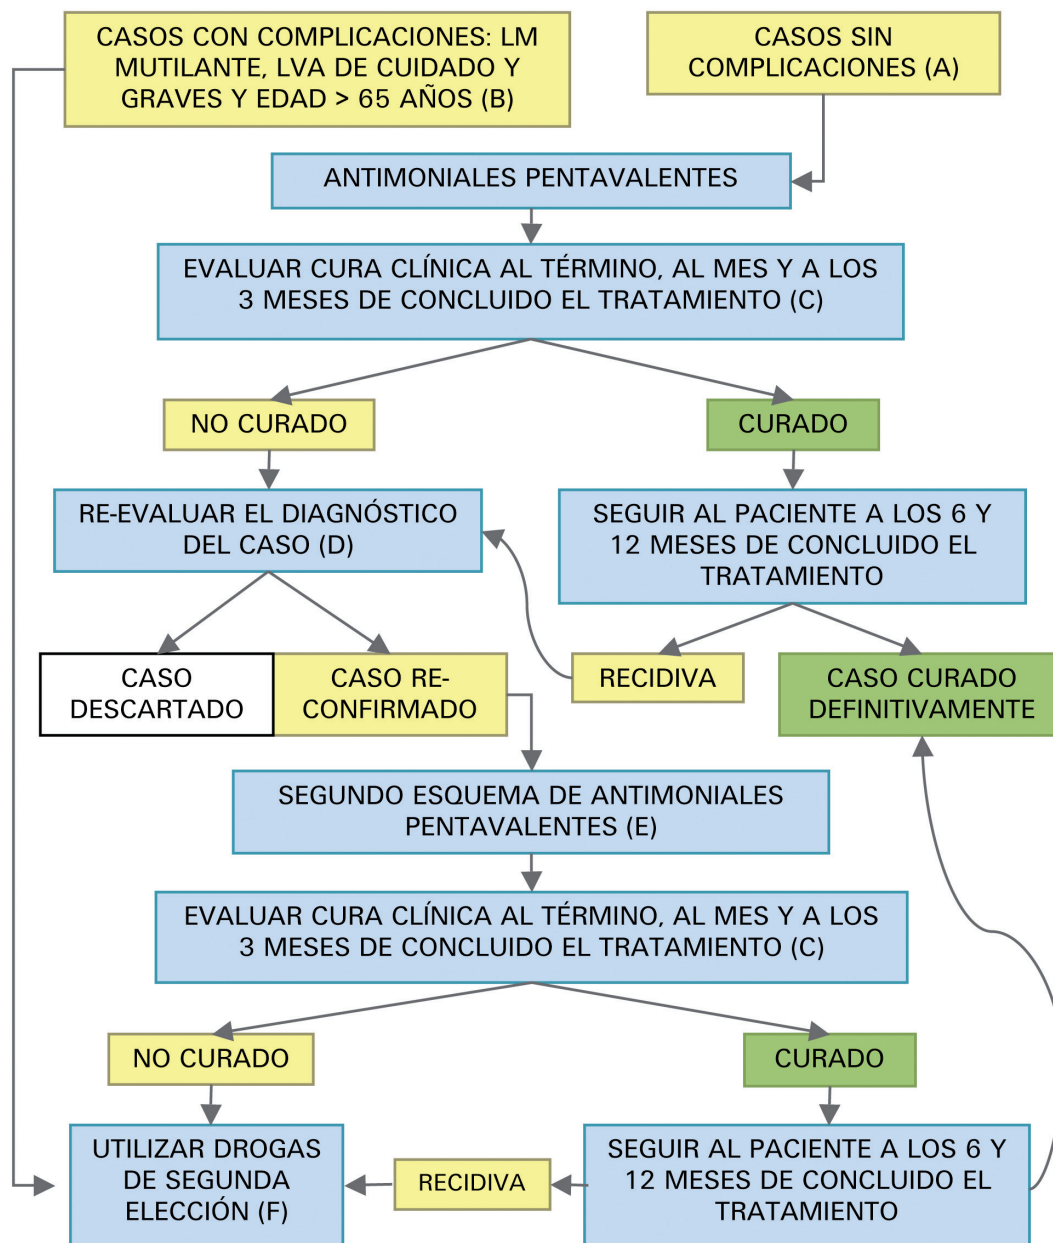 CASOS CON COMPLICACIONES: LM
MUTILANTE, LVA DE CUIDADO Y
GRAVES Y EDAD > 65 AÑOS (B)
CASOS SIN
COMPLICACIONES (A)
ANTIMONIALES PENTAVALENTES
EVALUAR CURA CLÍNICA AL TÉRMINO, AL MES Y A LOS
3 MESES DE CONCLUIDO EL TRATAMIENTO (C)
NO CURADO
CURADO
RE-EVALUAR EL DIAGNÓSTICO
DEL CASO (D)
SEGUIR AL PACIENTE A LOS 6 Y
12 MESES DE CONCLUIDO EL
TRATAMIENTO
CASO
DESCARTADO
CASO RE-
CONFIRMADO
RECIDIVA
CASO CURADO
DEFINITIVAMENTE
SEGUNDO ESQUEMA DE ANTIMONIALES
PENTAVALENTES (E)
EVALUAR CURA CLÍNICA AL TÉRMINO, AL MES Y A LOS
3 MESES DE CONCLUIDO EL TRATAMIENTO (C)
NO CURADO
CURADO
UTILIZAR DROGAS
DE SEGUNDA
ELECCIÓN (F)
RECIDIVA
SEGUIR AL PACIENTE A LOS 6 Y
12 MESES DE CONCLUIDO EL
TRATAMIENTO